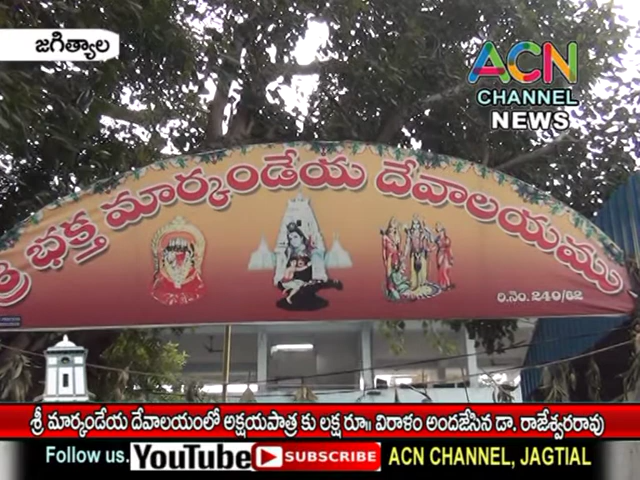 జగిత్యాల
ACN
CHANNEL
NEWS
శ్రీ భక్త మార్కండేయ దేవాలయము
రి.నెం. 240/62
శ్రీ మార్కండేయ దేవాలయంలో అక్షయపాత్ర కు లక్ష రూ॥ విరాళం అందజేసిన డా. రాజేశ్వరరావు
Follow us. YouTube SUBSCRIBE ACN CHANNEL, JAGTIAL